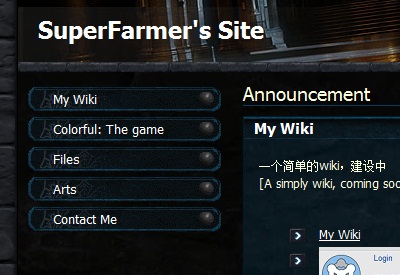 SuperFarmer's Site
My Wiki
Colorful: The game
Files
Arts
Contact Me
Announcement
My Wiki
一个简单的wiki，建设中
[A simply wiki, coming soo
My Wiki
Login